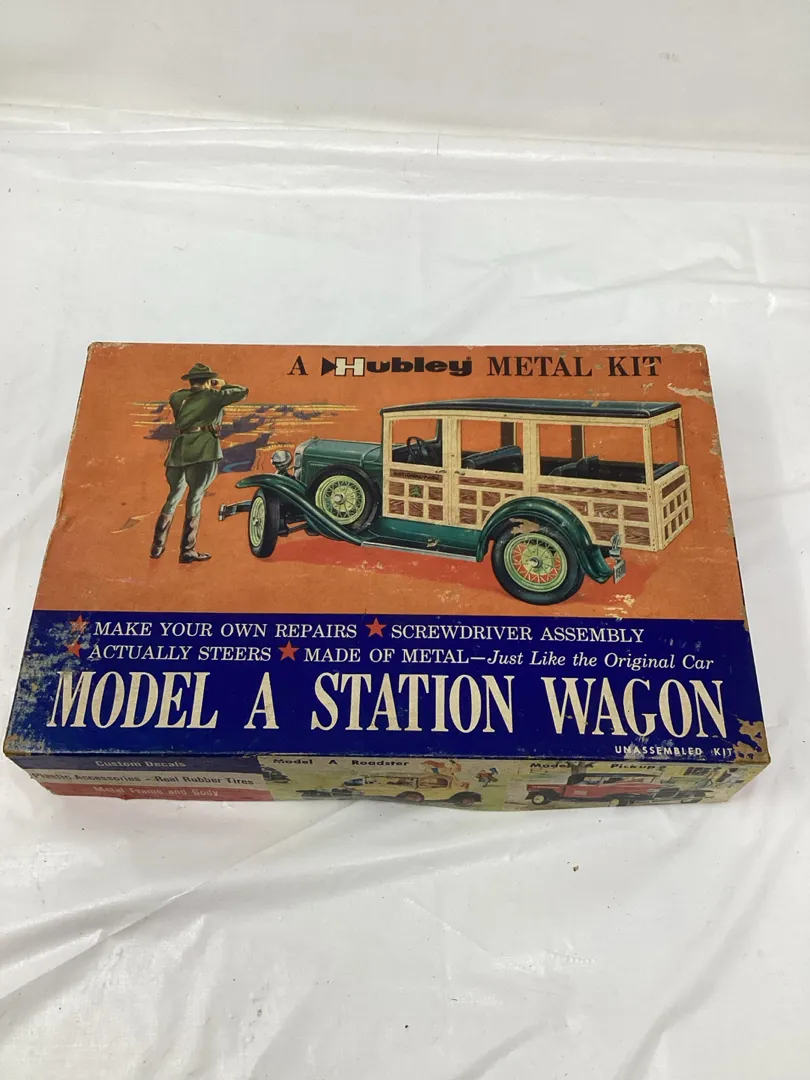 A Hubley METAL KIT
★ MAKE YOUR OWN REPAIRS ★ SCREWDRIVER ASSEMBLY
★ ACTUALLY STEERS ★ MADE OF METAL—Just Like the Original Car
MODEL A STATION WAGON
UNASSEMBLED KIT
Custom Decals
Plastic Accessories - Real Rubber Tires
Metal Frame and Body
Model A Roadster
Model A Pickup